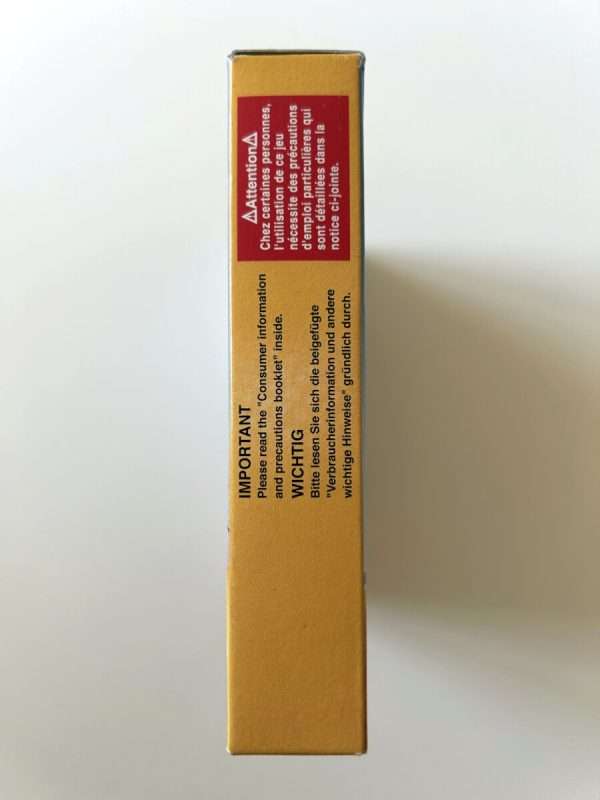 IMPORTANT
Please read the "Consumer information
and precautions booklet" inside.
WICHTIG
Bitte lesen Sie sich die beigefügte
"Verbraucherinformation und andere
wichtige Hinweise" gründlich durch.
⚠Attention⚠
Chez certaines personnes,
l'utilisation de ce jeu
nécessite des précautions
d'emploi particulières qui
sont détaillées dans la
notice ci-jointe.